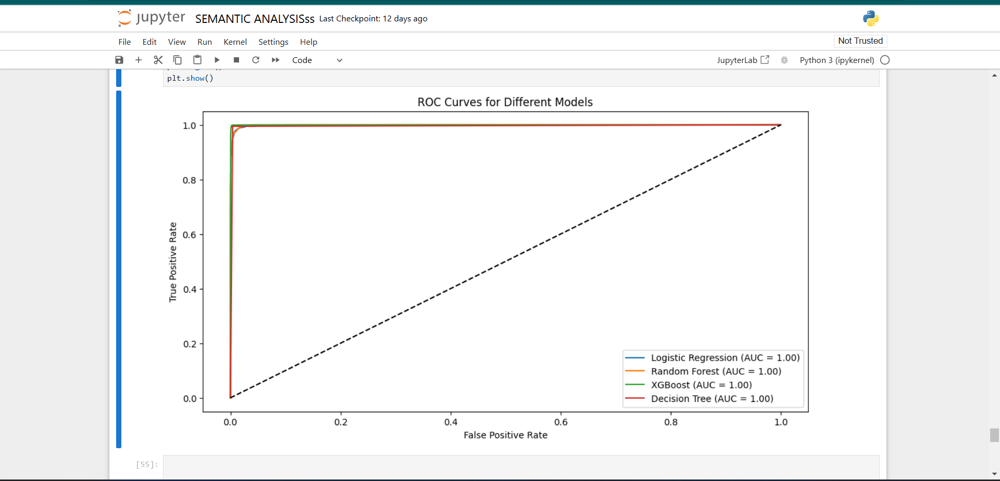 jupyter SEMANTIC ANALYSISss Last Checkpoint: 12 days ago
File Edit View Run Kernel Settings Help Not Trusted
Code JupyterLab Python 3 (ipykernel)
plt.show()
ROC Curves for Different Models
1.0
0.8
0.6
0.4
0.2
0.0
True Positive Rate
Logistic Regression (AUC = 1.00)
Random Forest (AUC = 1.00)
XGBoost (AUC = 1.00)
Decision Tree (AUC = 1.00)
0.0 0.2 0.4 0.6 0.8 1.0
False Positive Rate
[55]: